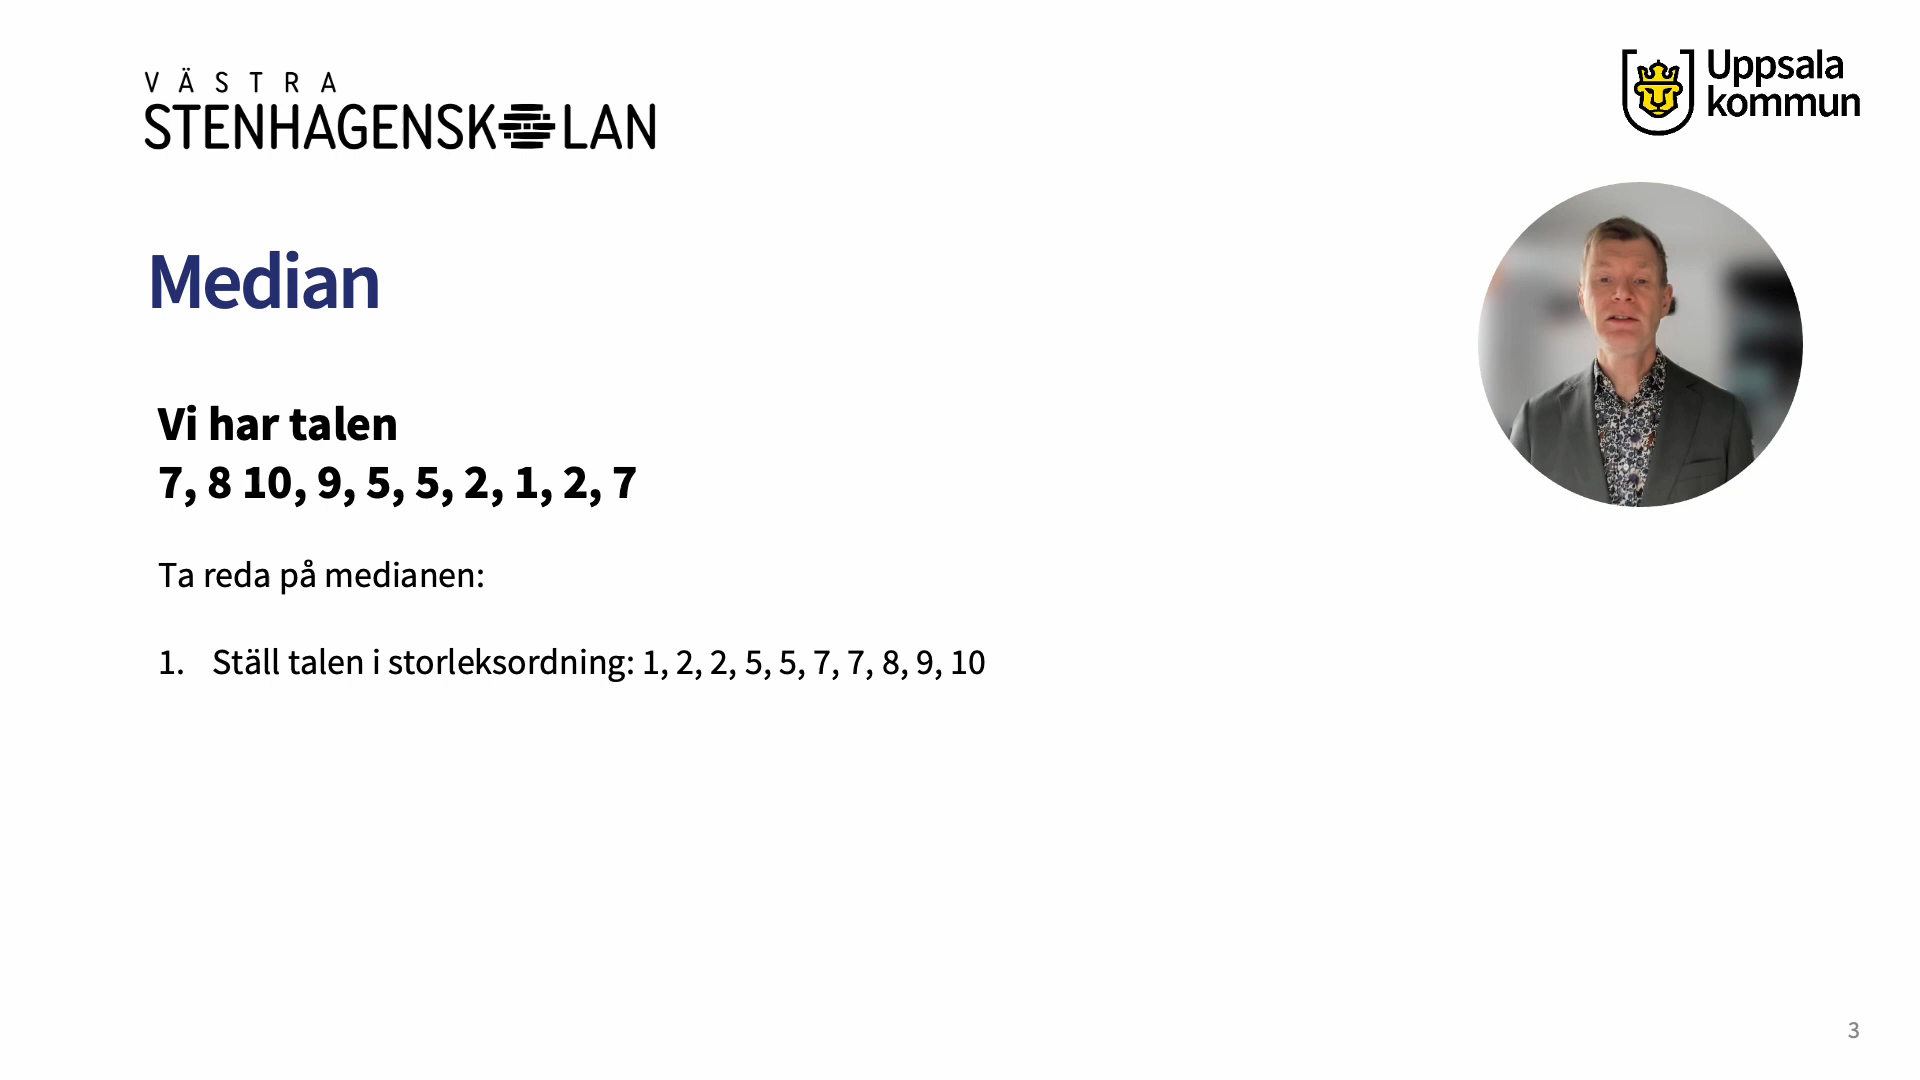 VÄSTRA
STENHAGENSKOLAN
Uppsala
kommun
Median
Vi har talen
7, 8 10, 9, 5, 5, 2, 1, 2, 7
Ta reda på medianen:
1. Ställ talen i storleksordning: 1, 2, 2, 5, 5, 7, 7, 8, 9, 10
3